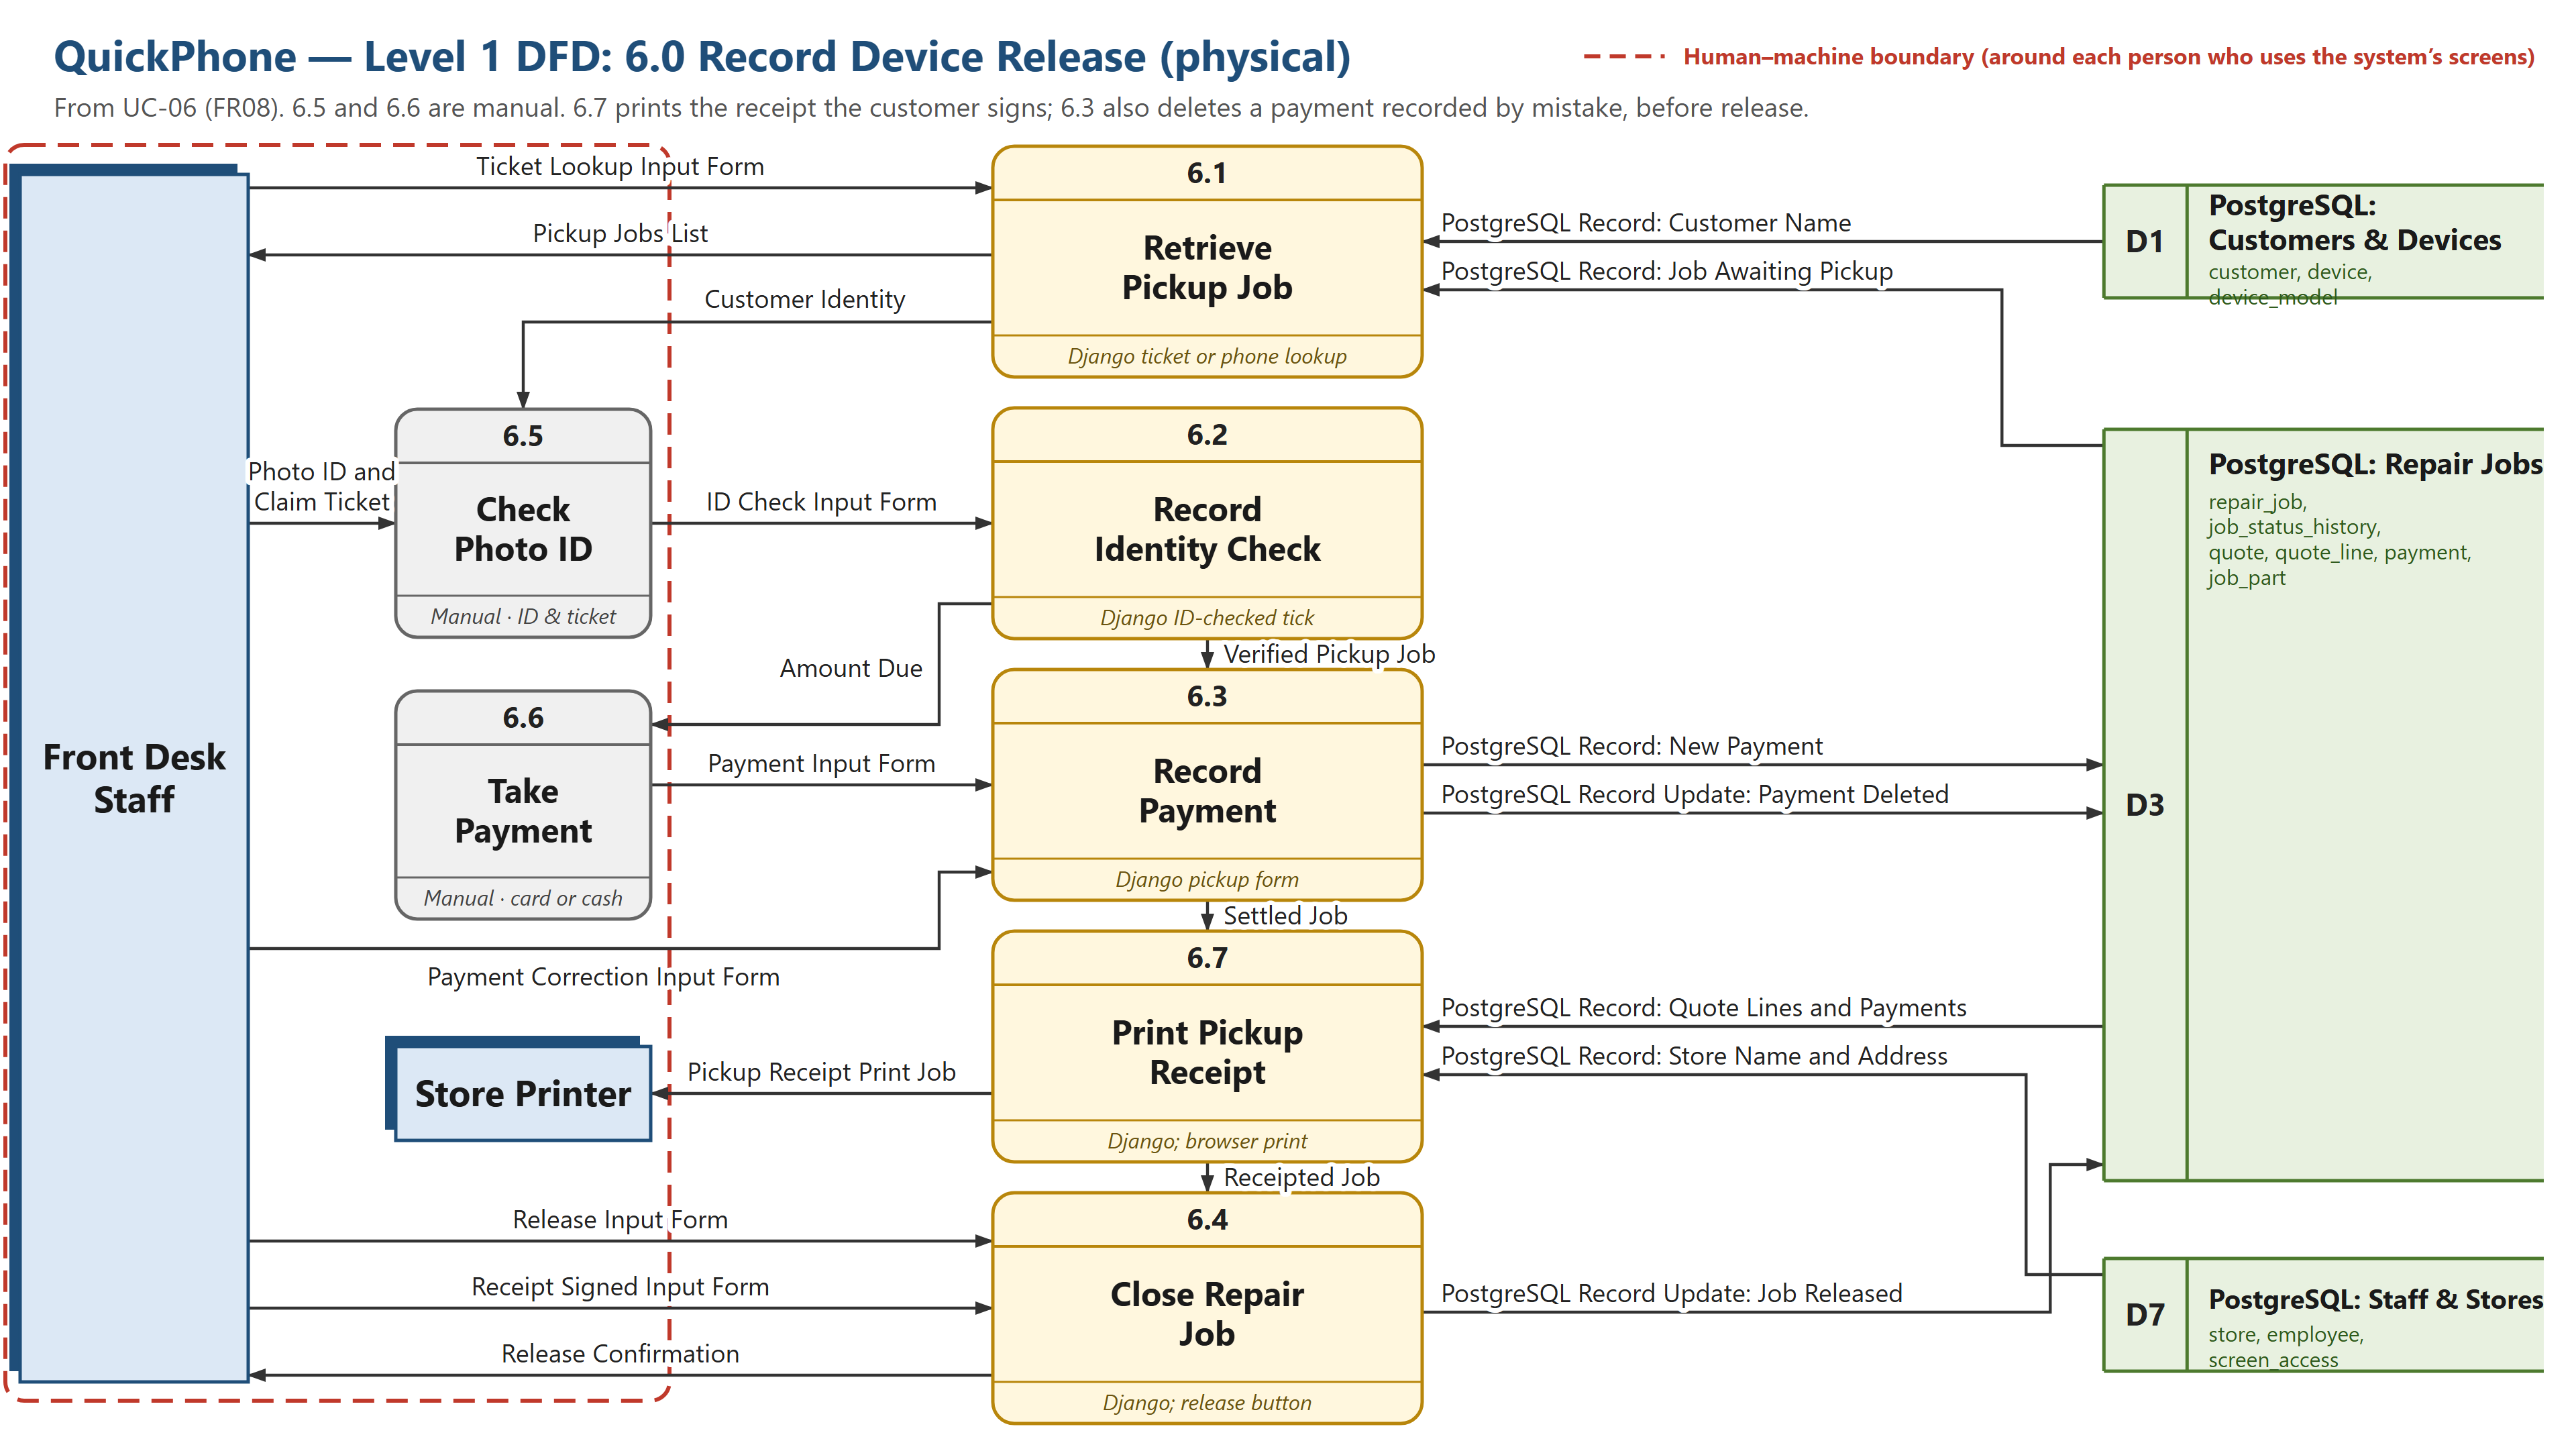 QuickPhone — Level 1 DFD: 6.0 Record Device Release (physical)
Human–machine boundary (around each person who uses the system's screens)
From UC-06 (FR08). 6.5 and 6.6 are manual. 6.7 prints the receipt the customer signs; 6.3 also deletes a payment recorded by mistake, before release.
Front Desk
Staff
Ticket Lookup Input Form
Pickup Jobs List
Customer Identity
6.1
Retrieve
Pickup Job
Django ticket or phone lookup
PostgreSQL Record: Customer Name
PostgreSQL Record: Job Awaiting Pickup
D1
PostgreSQL:
Customers & Devices
customer, device,
device_model
Photo ID and
Claim Ticket
6.5
Check
Photo ID
Manual · ID & ticket
ID Check Input Form
6.2
Record
Identity Check
Django ID-checked tick
Verified Pickup Job
Amount Due
6.6
Take
Payment
Manual · card or cash
Payment Input Form
6.3
Record
Payment
Django pickup form
Settled Job
PostgreSQL Record: New Payment
PostgreSQL Record Update: Payment Deleted
D3
PostgreSQL: Repair Jobs
repair_job,
job_status_history,
quote, quote_line, payment,
job_part
Payment Correction Input Form
Store Printer
Pickup Receipt Print Job
6.7
Print Pickup
Receipt
Django; browser print
Receipted Job
PostgreSQL Record: Quote Lines and Payments
PostgreSQL Record: Store Name and Address
Release Input Form
Receipt Signed Input Form
Release Confirmation
6.4
Close Repair
Job
Django; release button
PostgreSQL Record Update: Job Released
D7
PostgreSQL: Staff & Stores
store, employee,
screen_access